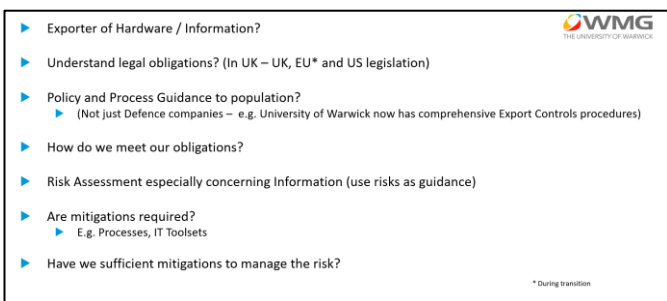 WMG
THE UNIVERSITY OF WARWICK
Exporter of Hardware / Information?
Understand legal obligations? (In UK – UK, EU* and US legislation)
Policy and Process Guidance to population?
(Not just Defence companies – e.g. University of Warwick now has comprehensive Export Controls procedures)
How do we meet our obligations?
Risk Assessment especially concerning Information (use risks as guidance)
Are mitigations required?
E.g. Processes, IT Toolsets
Have we sufficient mitigations to manage the risk?
* During transition